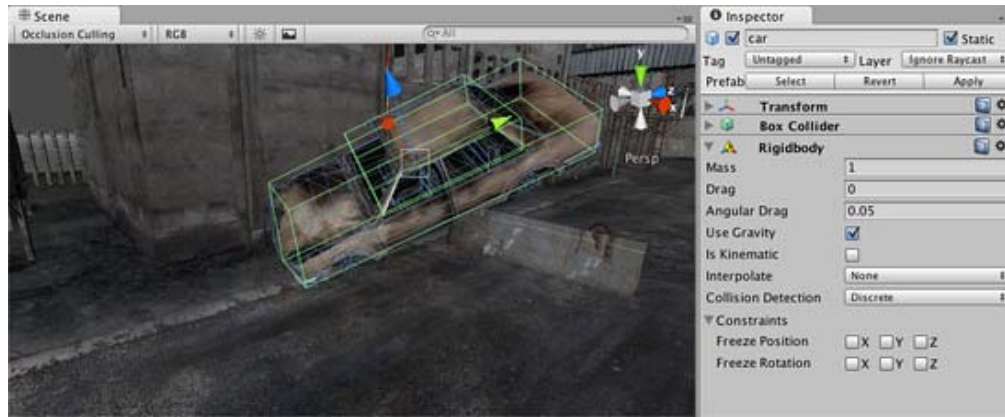 Scene
Occlusion Culling RGB All
y
z
Persp
Inspector
car Static
Tag Untagged Layer Ignore Raycast
Prefab Select Revert Apply
Transform
Box Collider
Rigidbody
Mass 1
Drag 0
Angular Drag 0.05
Use Gravity
Is Kinematic
Interpolate None
Collision Detection Discrete
Constraints
Freeze Position X Y Z
Freeze Rotation X Y Z